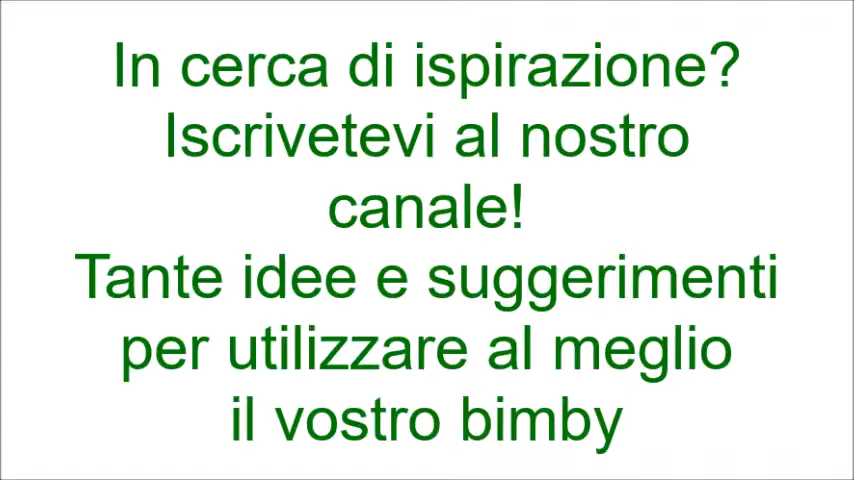 In cerca di ispirazione?
Iscrivetevi al nostro
canale!
Tante idee e suggerimenti
per utilizzare al meglio
il vostro bimby